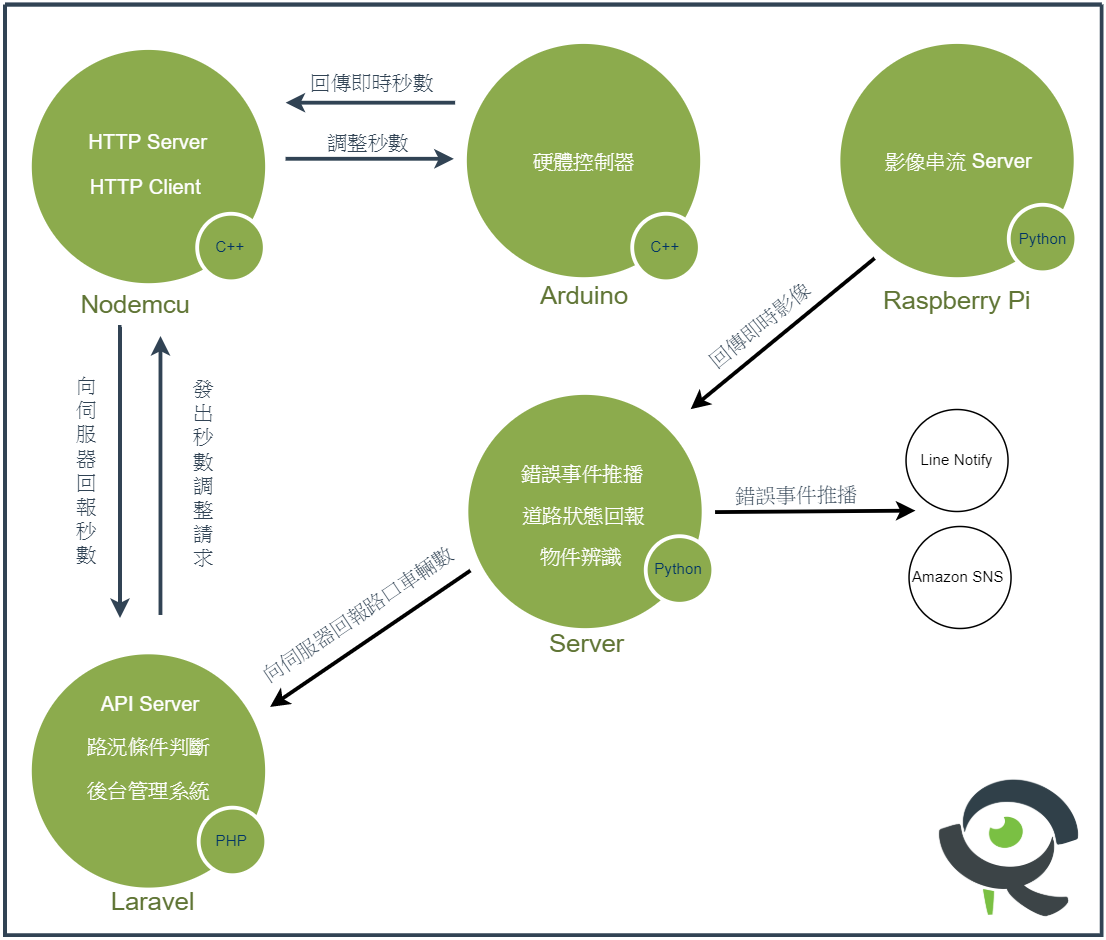 回傳即時秒數
調整秒數
HTTP Server
HTTP Client
C++
Nodemcu
硬體控制器
C++
Arduino
影像串流 Server
Python
Raspberry Pi
回傳即時影像
向伺服器回報秒數
發出秒數調整請求
錯誤事件推播
道路狀態回報
物件辨識
Python
Server
錯誤事件推播
Line Notify
Amazon SNS
向伺服器回報路口車輛數
API Server
路況條件判斷
後台管理系統
PHP
Laravel